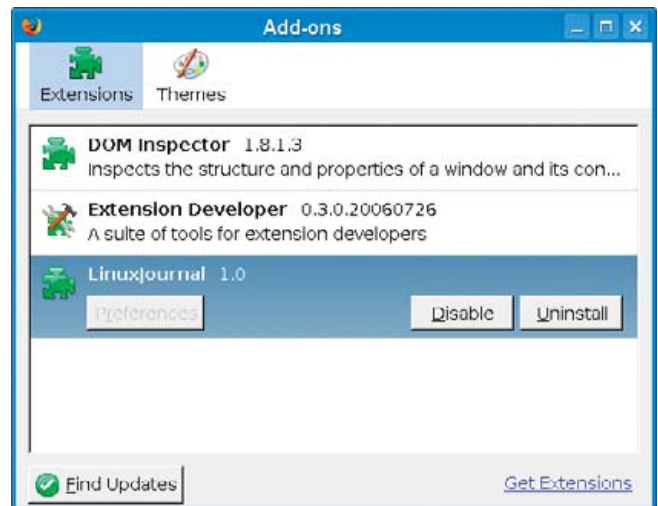 Add-ons
Extensions Themes
DOM Inspector 1.8.1.3
Inspects the structure and properties of a window and its con...
Extension Developer 0.3.0.20060726
A suite of tools for extension developers
LinuxJournal 1.0
Preferences Disable Uninstall
Find Updates Get Extensions